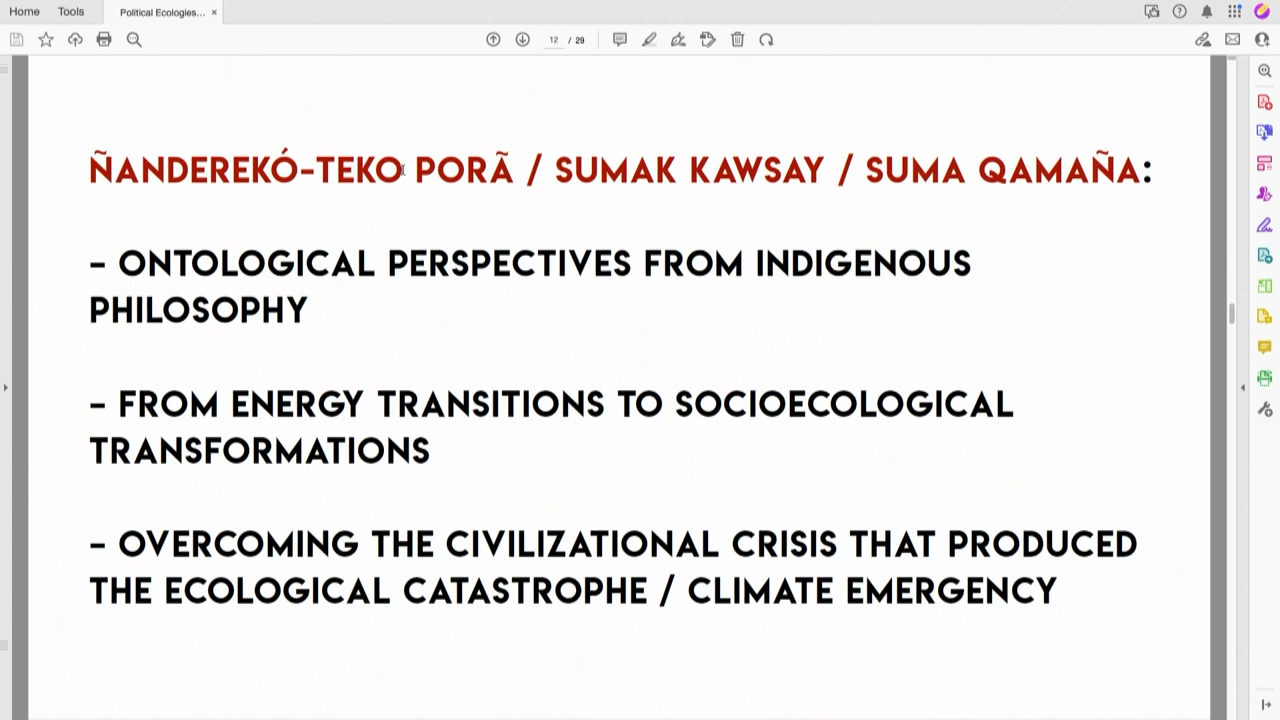 Home Tools Political Ecologies... ×
12 / 29
ÑANDEREKÓ-TEKO PORÃ / SUMAK KAWSAY / SUMA QAMAÑA:
- ONTOLOGICAL PERSPECTIVES FROM INDIGENOUS
PHILOSOPHY
- FROM ENERGY TRANSITIONS TO SOCIOECOLOGICAL
TRANSFORMATIONS
- OVERCOMING THE CIVILIZATIONAL CRISIS THAT PRODUCED
THE ECOLOGICAL CATASTROPHE / CLIMATE EMERGENCY